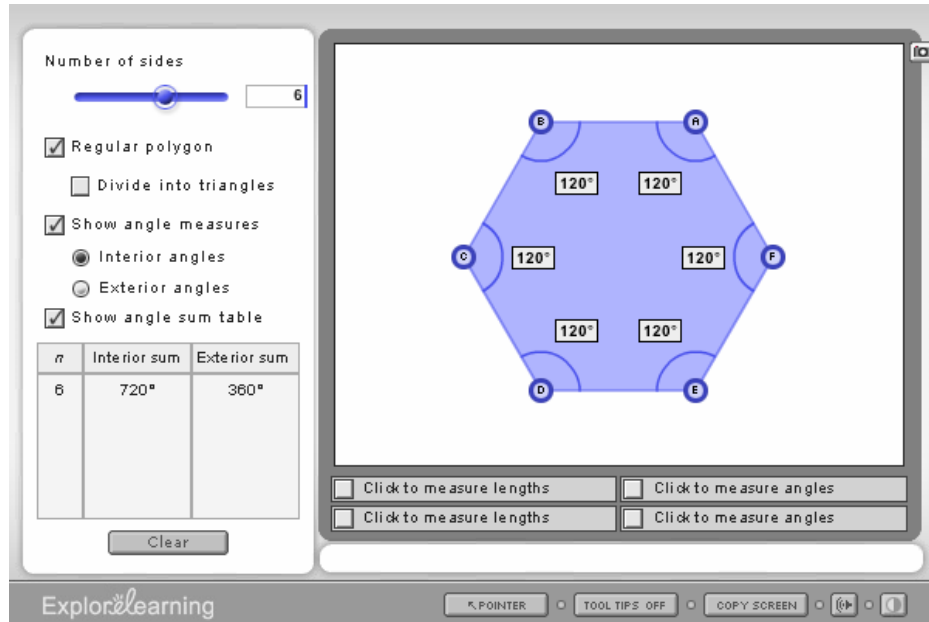 Number of sides
6
Regular polygon
Divide into triangles
Show angle measures
Interior angles
Exterior angles
Show angle sum table
n Interior sum Exterior sum
6 720° 360°
Clear
B A
120° 120°
C 120° 120° F
120° 120°
D E
Click to measure lengths Click to measure angles
Click to measure lengths Click to measure angles
ExploreLearning
POINTER TOOL TIPS OFF COPY SCREEN